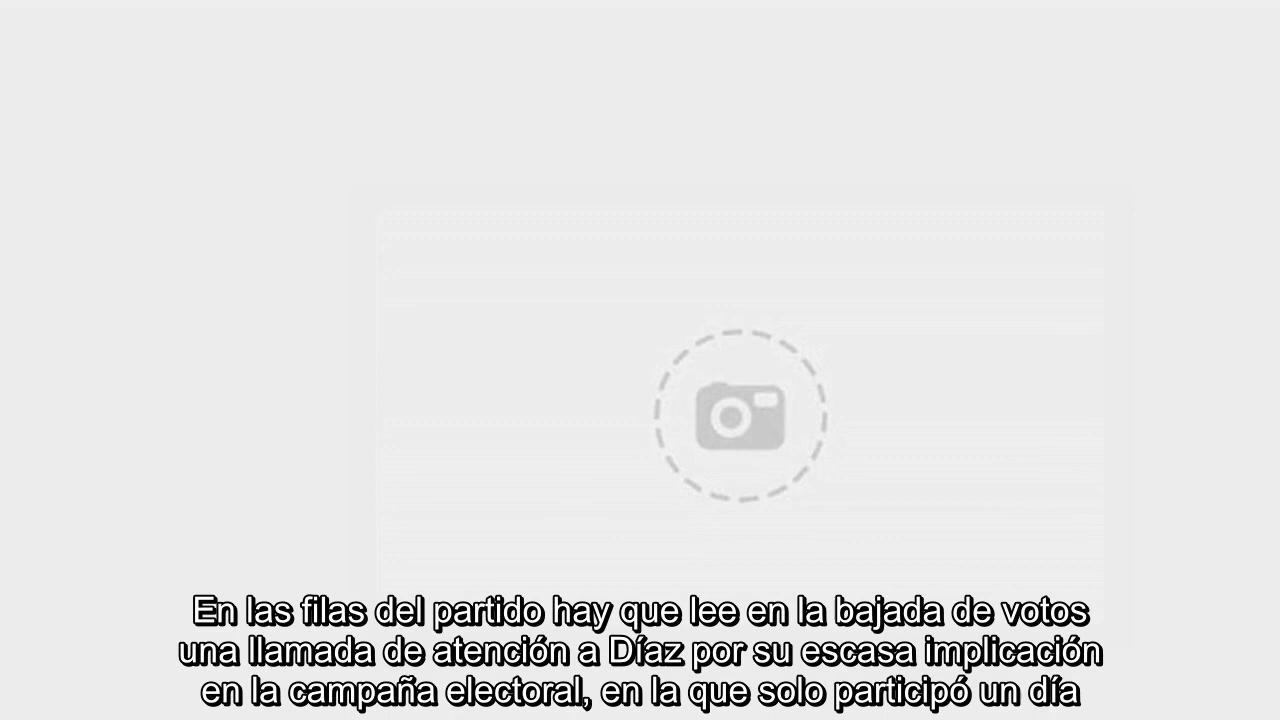 En las filas del partido hay que lee en la bajada de votos
una llamada de atención a Díaz por su escasa implicación
en la campaña electoral, en la que solo participó un día